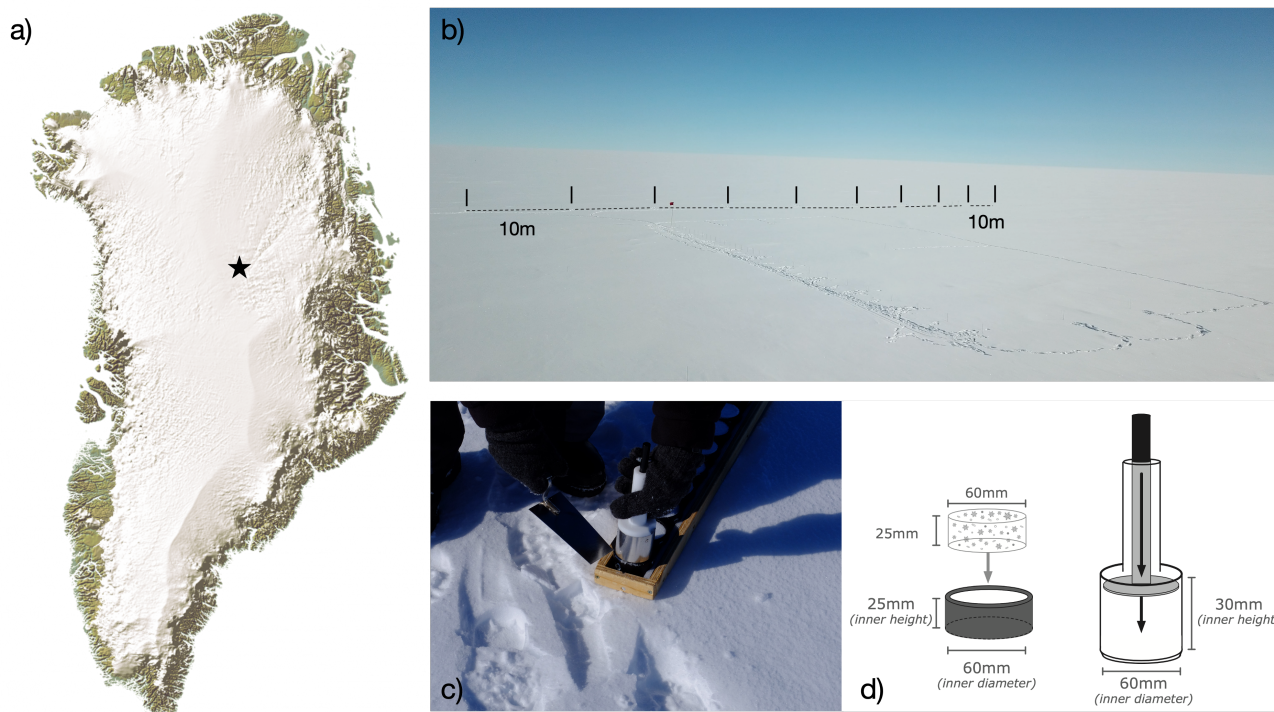 a)
b)
10m
10m
c)
d)
60mm
25mm
25mm
(inner height)
60mm
(inner diameter)
30mm
(inner height)
60mm
(inner diameter)